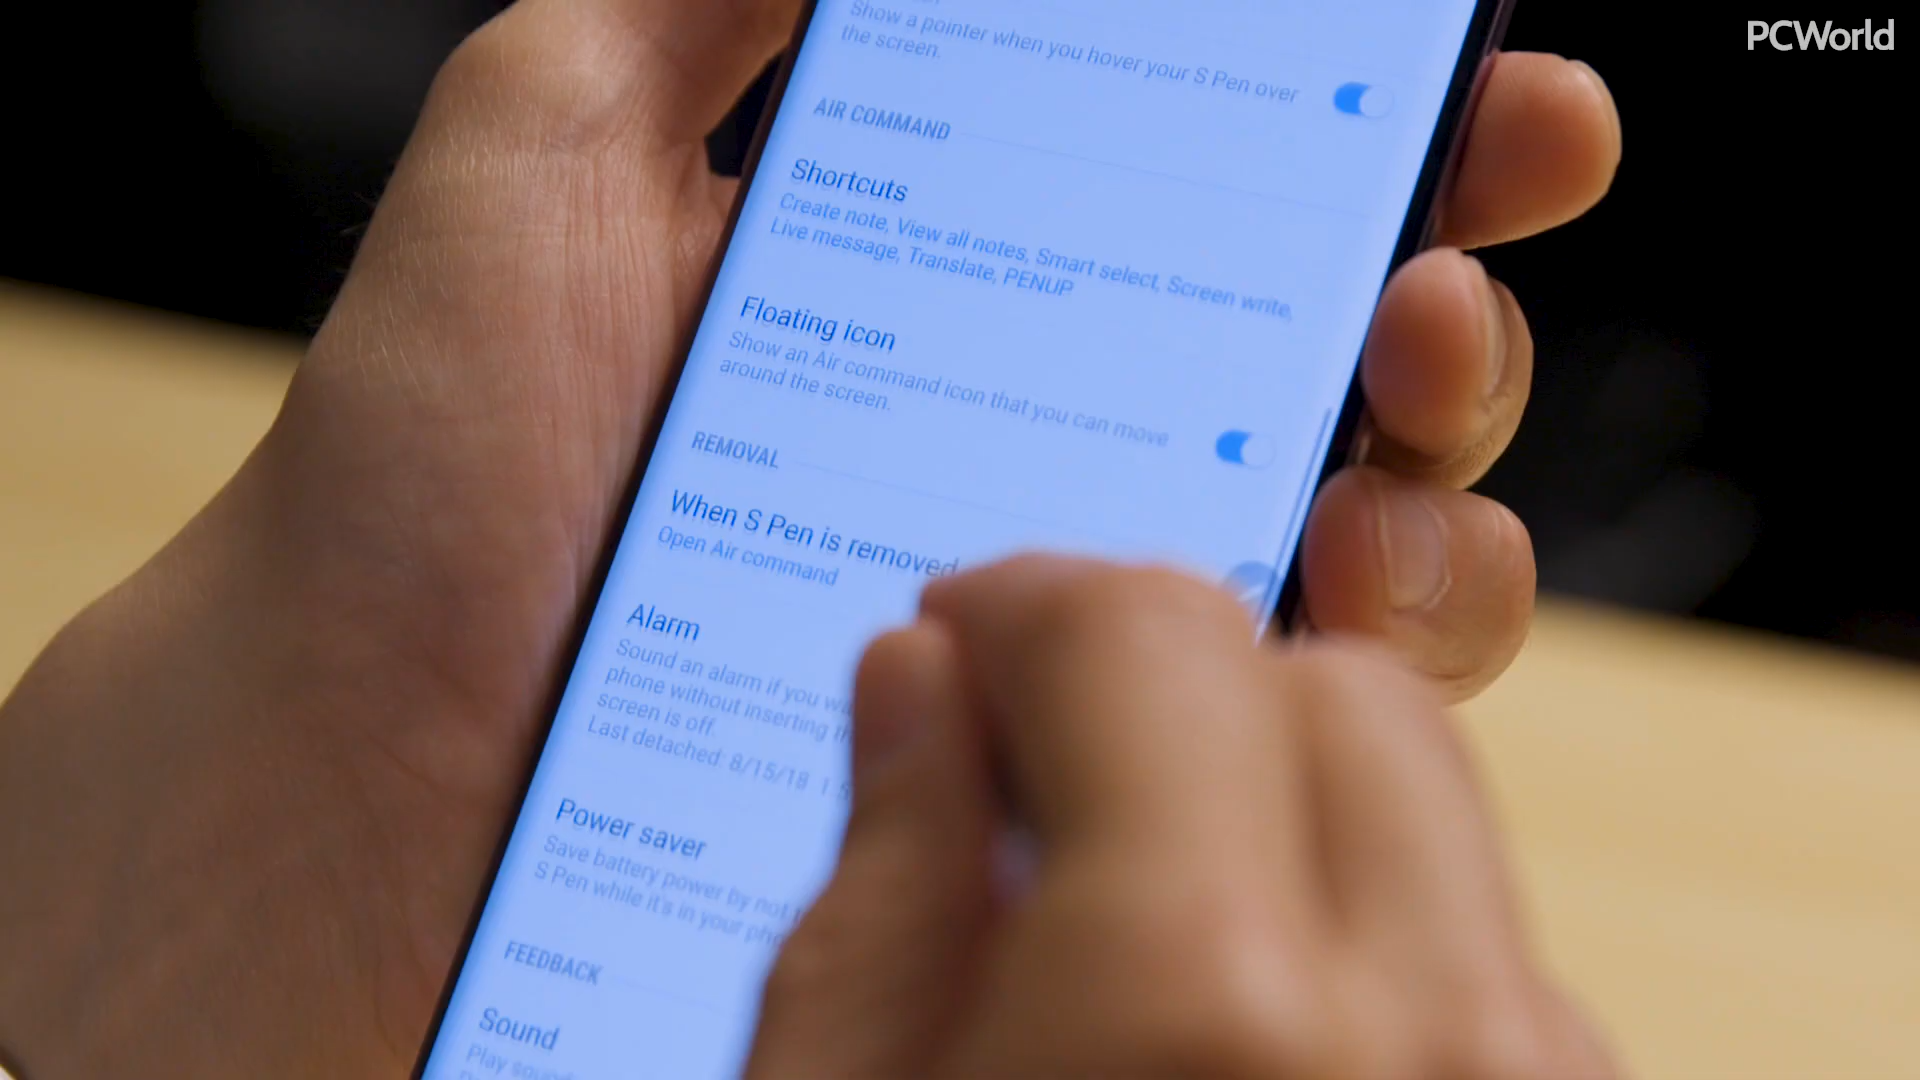 PCWorld
Show a pointer when you hover your S Pen over
the screen.
AIR COMMAND
Shortcuts
Create note, View all notes, Smart select, Screen write,
Live message, Translate, PENUP
Floating icon
Show an Air command icon that you can move
around the screen.
REMOVAL
When S Pen is removed
Open Air command
Alarm
Sound an alarm if you
phone without inserting
screen is off.
Last detached: 8/15/18
Power saver
Save battery power by not
S Pen while it's in your
FEEDBACK
Sound
Play